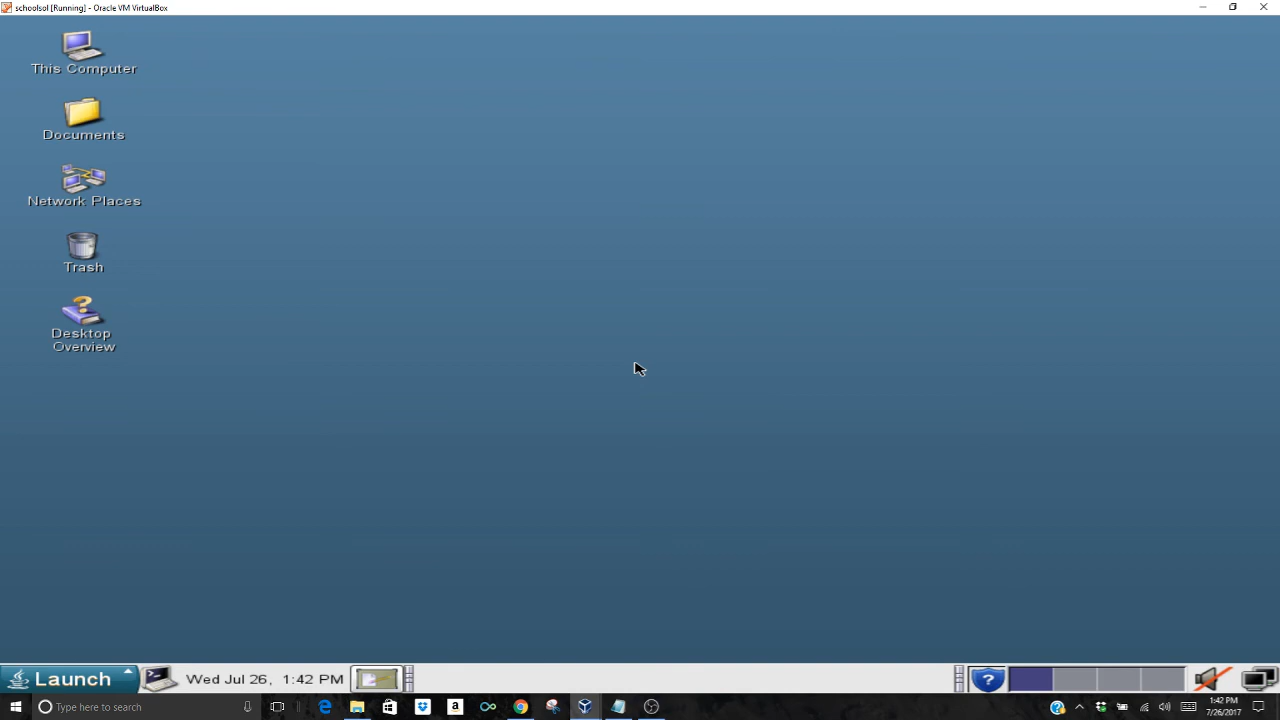 schoolsol [Running] - Oracle VM VirtualBox
This Computer
Documents
Network Places
Trash
Desktop
Overview
Launch
Wed Jul 26, 1:42 PM
Type here to search
1:42 PM
7/26/2017